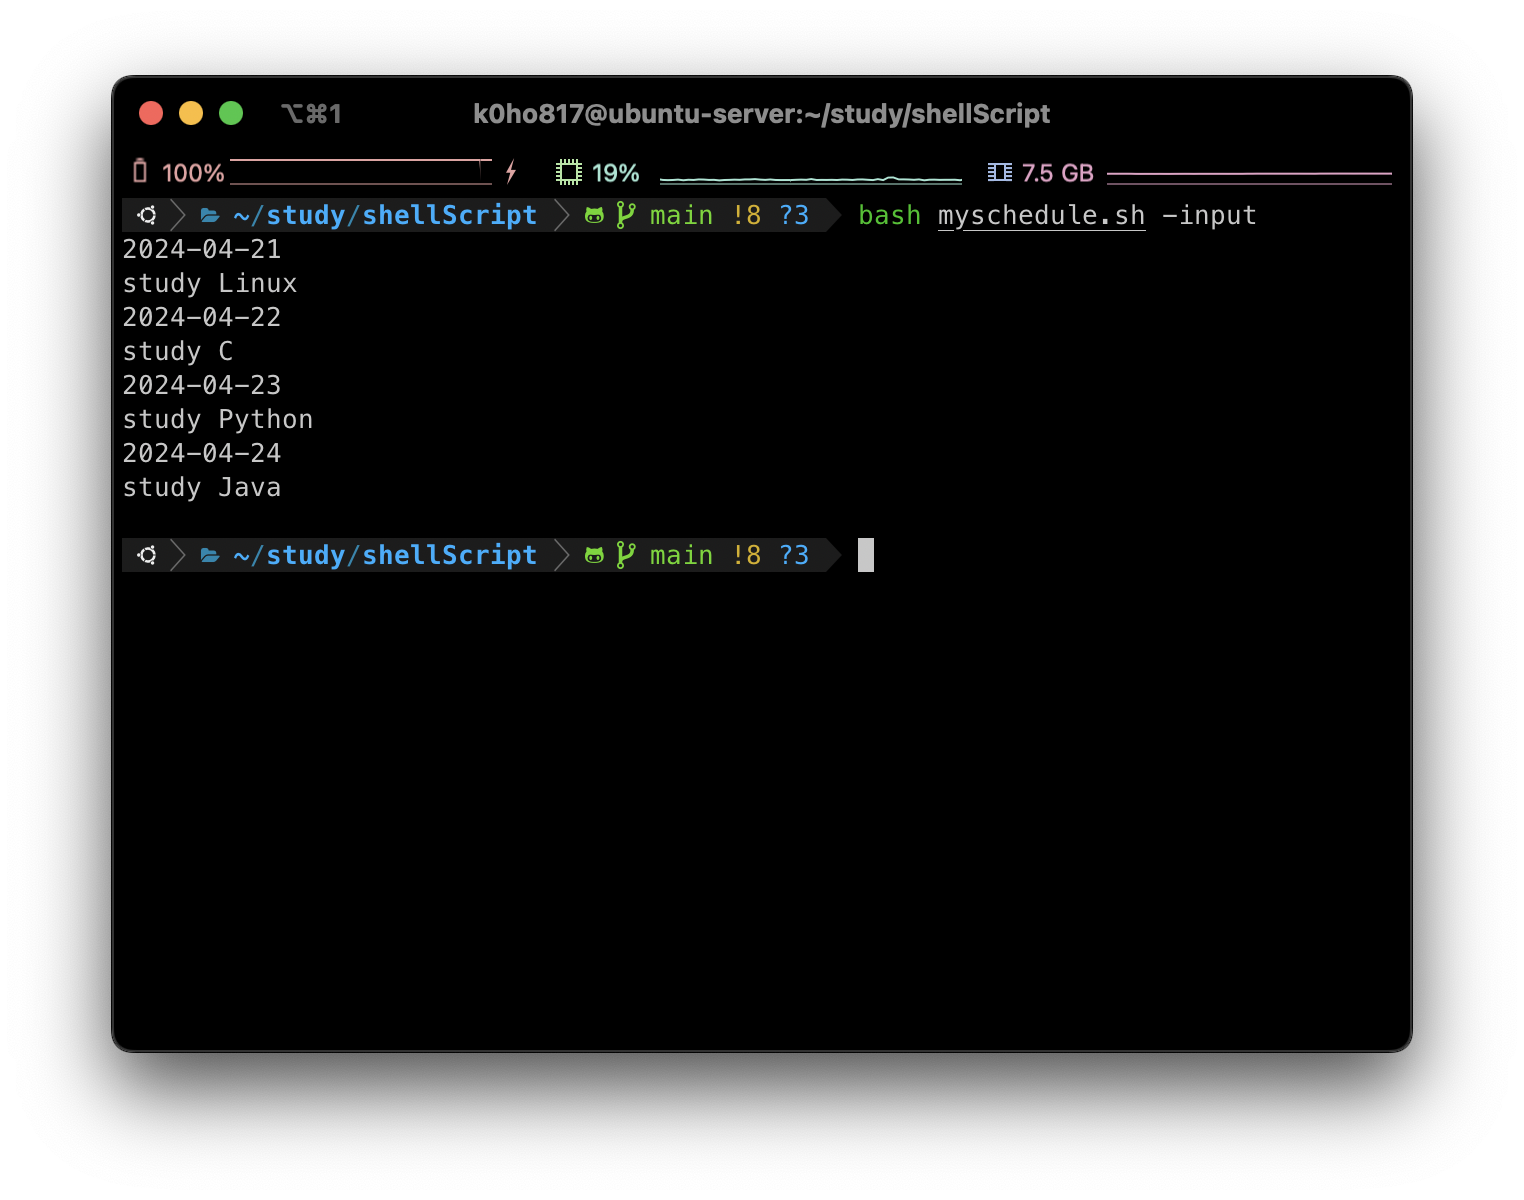 ⌥⌘1 k0ho817@ubuntu-server:~/study/shellScript
100% 19% 7.5 GB
~/study/shellScript main !8 ?3 bash myschedule.sh -input
2024-04-21
study Linux
2024-04-22
study C
2024-04-23
study Python
2024-04-24
study Java
~/study/shellScript main !8 ?3